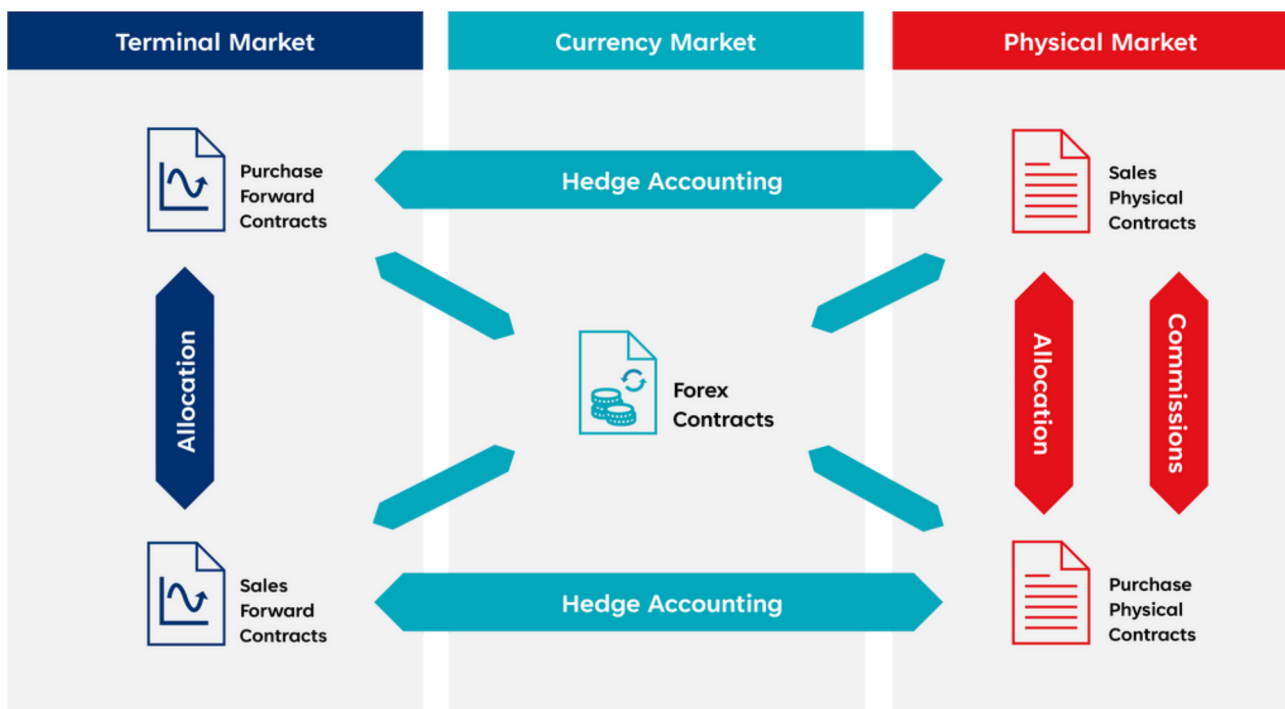 Terminal Market
Currency Market
Physical Market
Purchase
Forward
Contracts
Hedge Accounting
Sales
Physical
Contracts
Allocation
Forex
Contracts
Allocation
Commissions
Sales
Forward
Contracts
Hedge Accounting
Purchase
Physical
Contracts